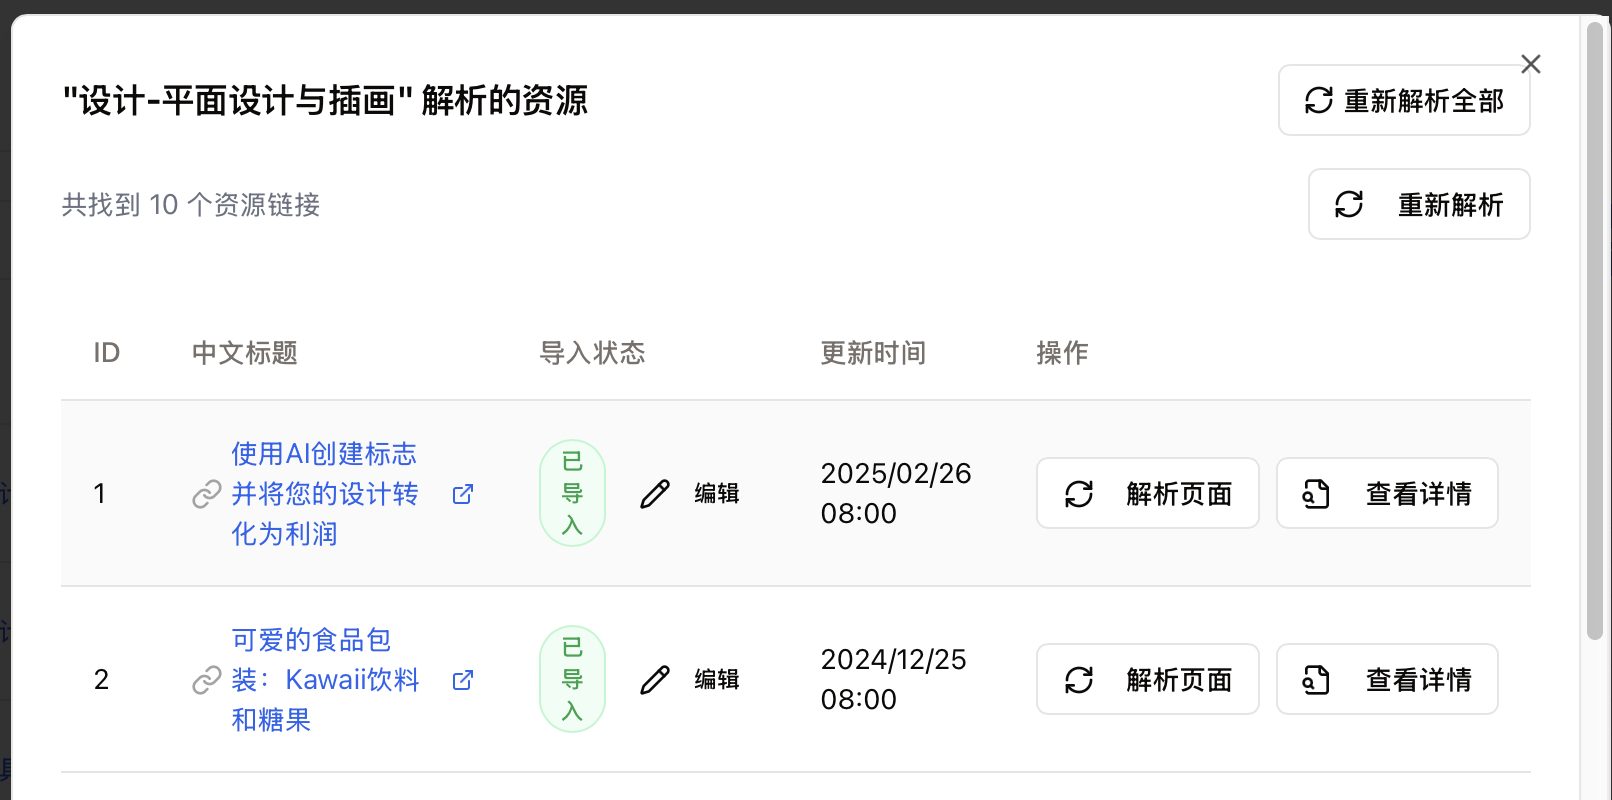 "设计-平面设计与插画" 解析的资源
重新解析全部
共找到 10 个资源链接
重新解析
ID 中文标题 导入状态 更新时间 操作
1
使用AI创建标志
并将您的设计转
化为利润
已
导
入
编辑
2025/02/26
08:00
解析页面
查看详情
2
可爱的食品包
装：Kawaii饮料
和糖果
已
导
入
编辑
2024/12/25
08:00
解析页面
查看详情